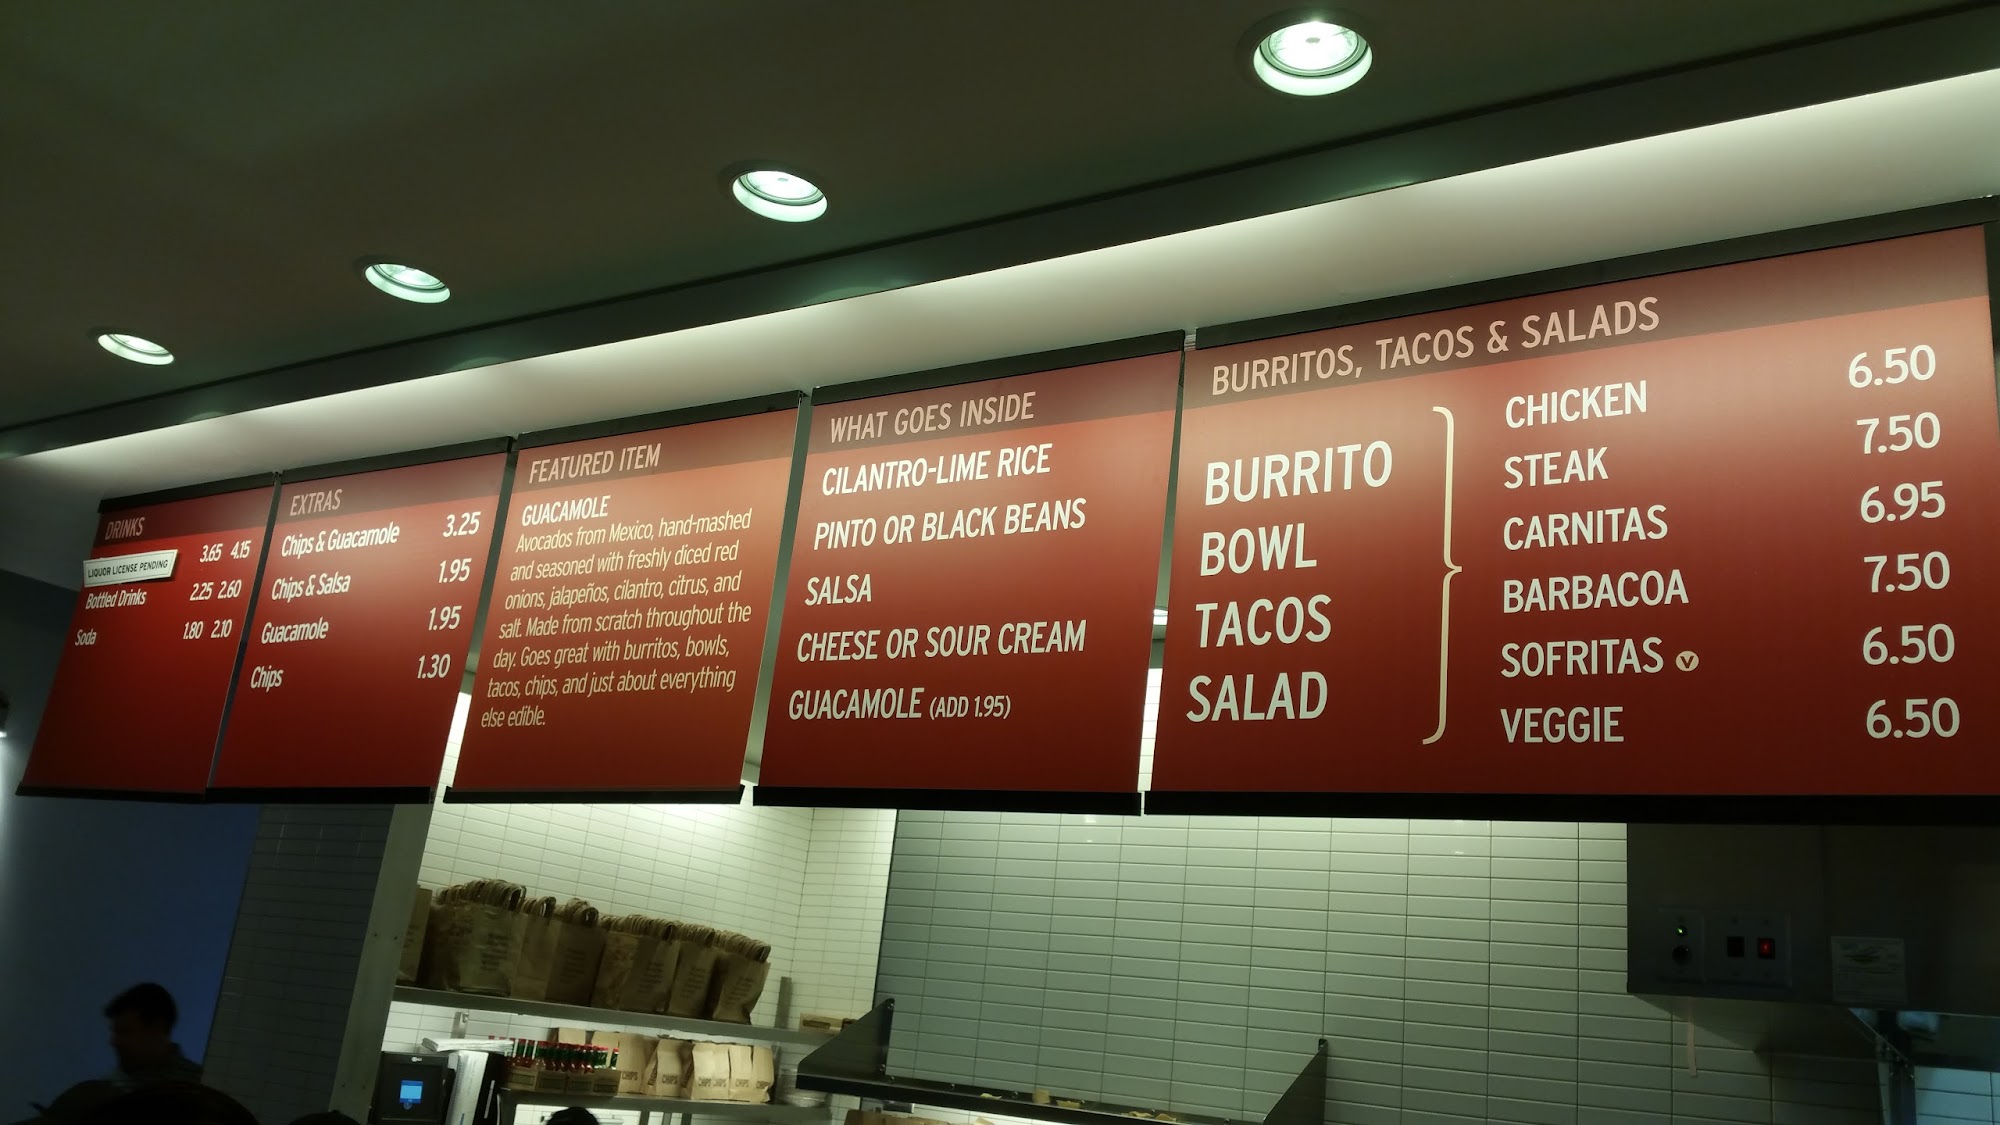 DRINKS
LIQUOR LICENSE PENDING 3.65 4.15
Bottled Drinks 2.25 2.60
Soda 1.80 2.10
EXTRAS
Chips & Guacamole 3.25
Chips & Salsa 1.95
Guacamole 1.95
Chips 1.30
FEATURED ITEM
GUACAMOLE
Avocados from Mexico, hand-mashed
and seasoned with freshly diced red
onions, jalapeños, cilantro, citrus, and
salt. Made from scratch throughout the
day. Goes great with burritos, bowls,
tacos, chips, and just about everything
else edible.
WHAT GOES INSIDE
CILANTRO-LIME RICE
PINTO OR BLACK BEANS
SALSA
CHEESE OR SOUR CREAM
GUACAMOLE (ADD 1.95)
BURRITOS, TACOS & SALADS
BURRITO
BOWL
TACOS
SALAD
CHICKEN 6.50
STEAK 7.50
CARNITAS 6.95
BARBACOA 7.50
SOFRITAS V 6.50
VEGGIE 6.50
CHIPS CHIPS CHIPS CHIPS